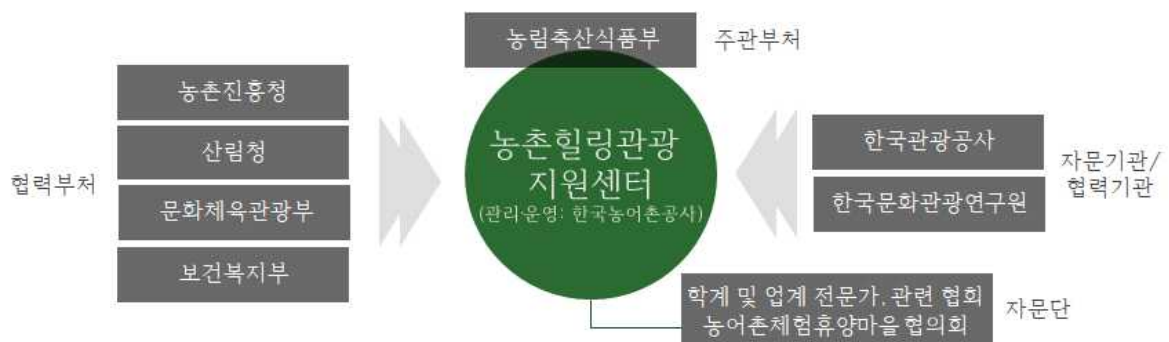 농림축산식품부
주관부처
농촌진흥청
산림청
협력부처
문화체육관광부
보건복지부
농촌힐링관광
지원센터
(관리·운영: 한국농어촌공사)
한국관광공사
한국문화관광연구원
자문기관/
협력기관
학계 및 업계 전문가, 관련 협회
농어촌체험휴양마을 협의회
자문단